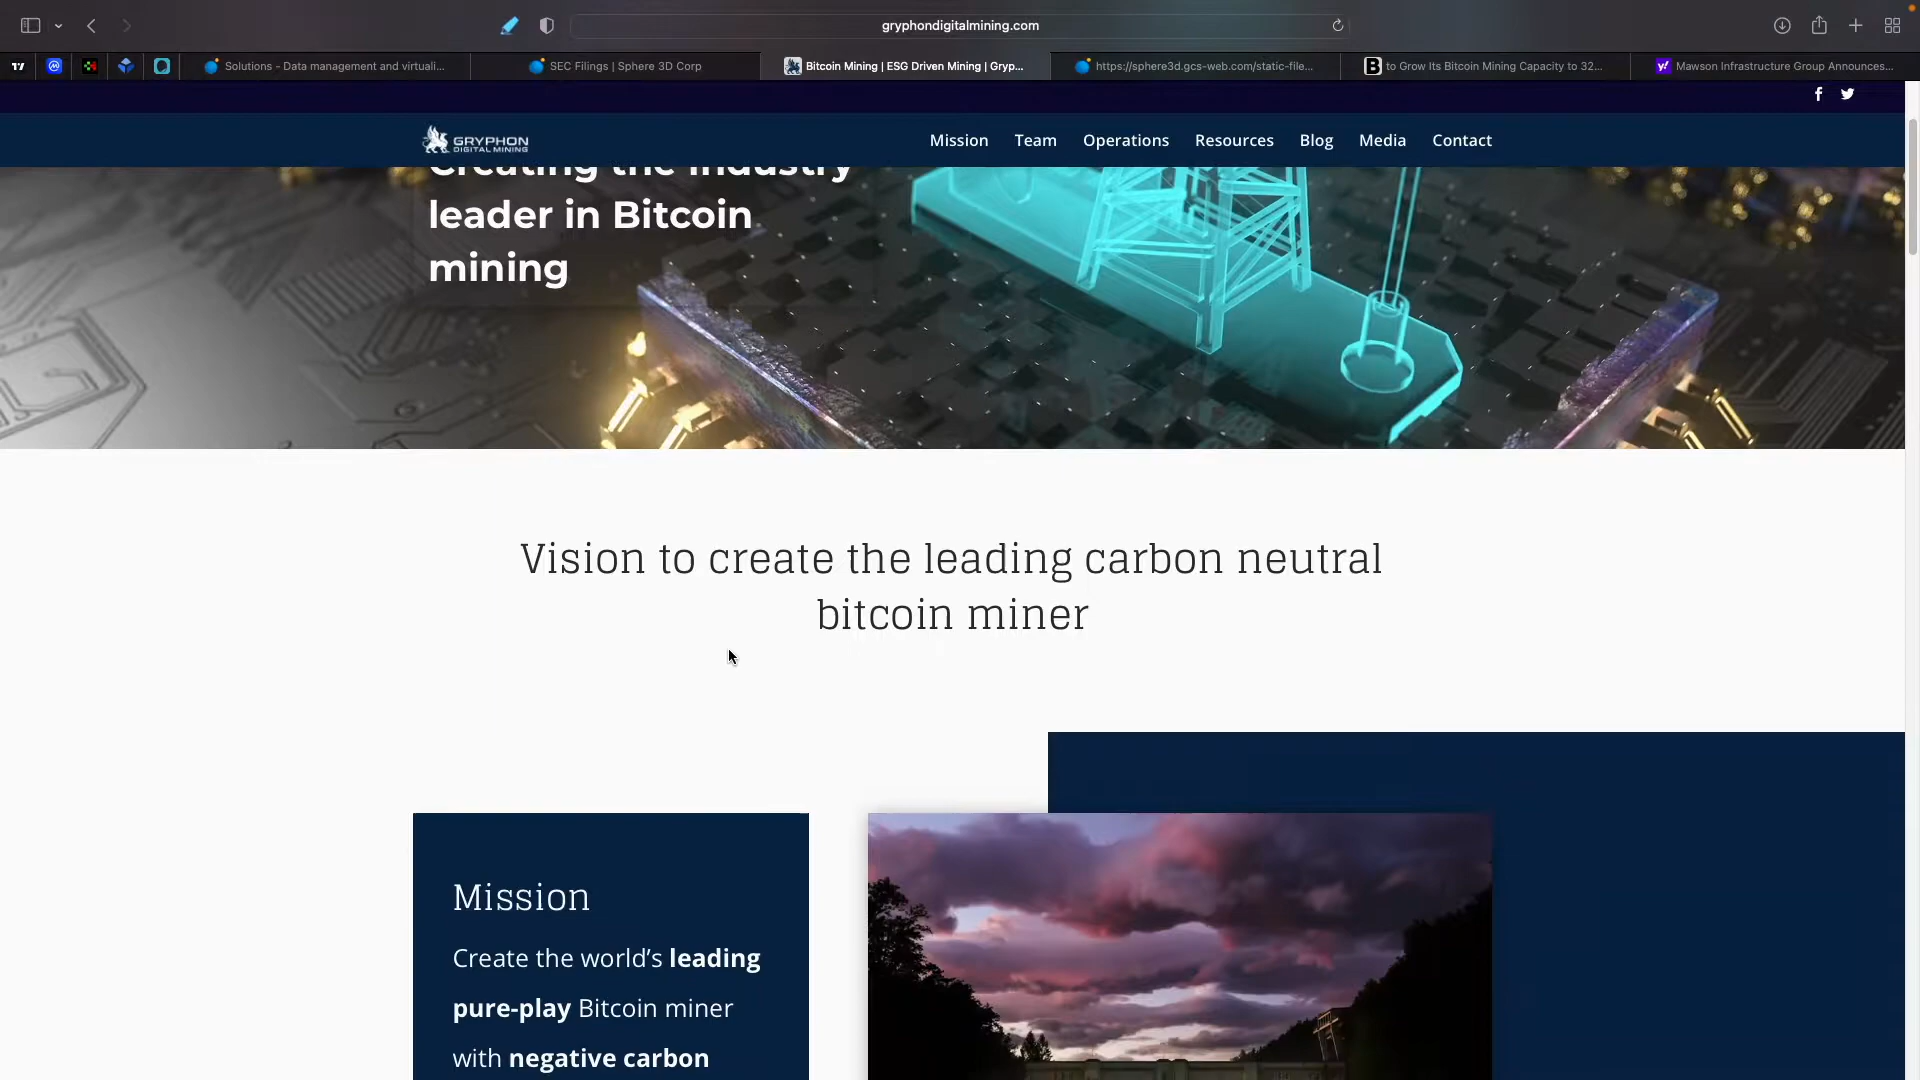 gryphondigitalmining.com
Solutions - Data management and virtuali...
SEC Filings | Sphere 3D Corp
Bitcoin Mining | ESG Driven Mining | Gryp...
https://sphere3d.gcs-web.com/static-file...
to Grow Its Bitcoin Mining Capacity to 32...
Mawson Infrastructure Group Announces...
GRYPHON
DIGITAL MINING
Mission
Team
Operations
Resources
Blog
Media
Contact
Creating the industry
leader in Bitcoin
mining
Vision to create the leading carbon neutral
bitcoin miner
Mission
Create the world’s leading
pure-play Bitcoin miner
with negative carbon